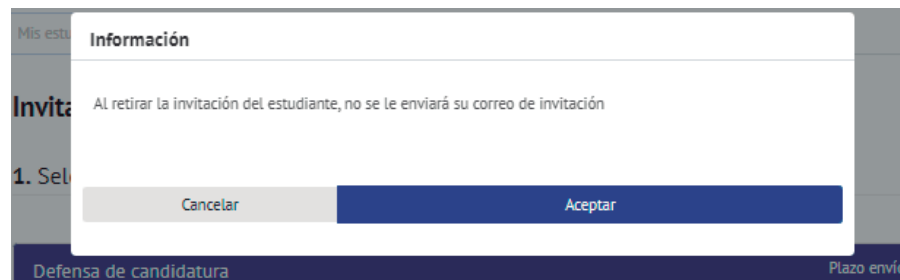 Mis estu
Información
Al retirar la invitación del estudiante, no se le enviará su correo de invitación
Invita
1. Sel
Cancelar Aceptar
Defensa de candidatura Plazo envío